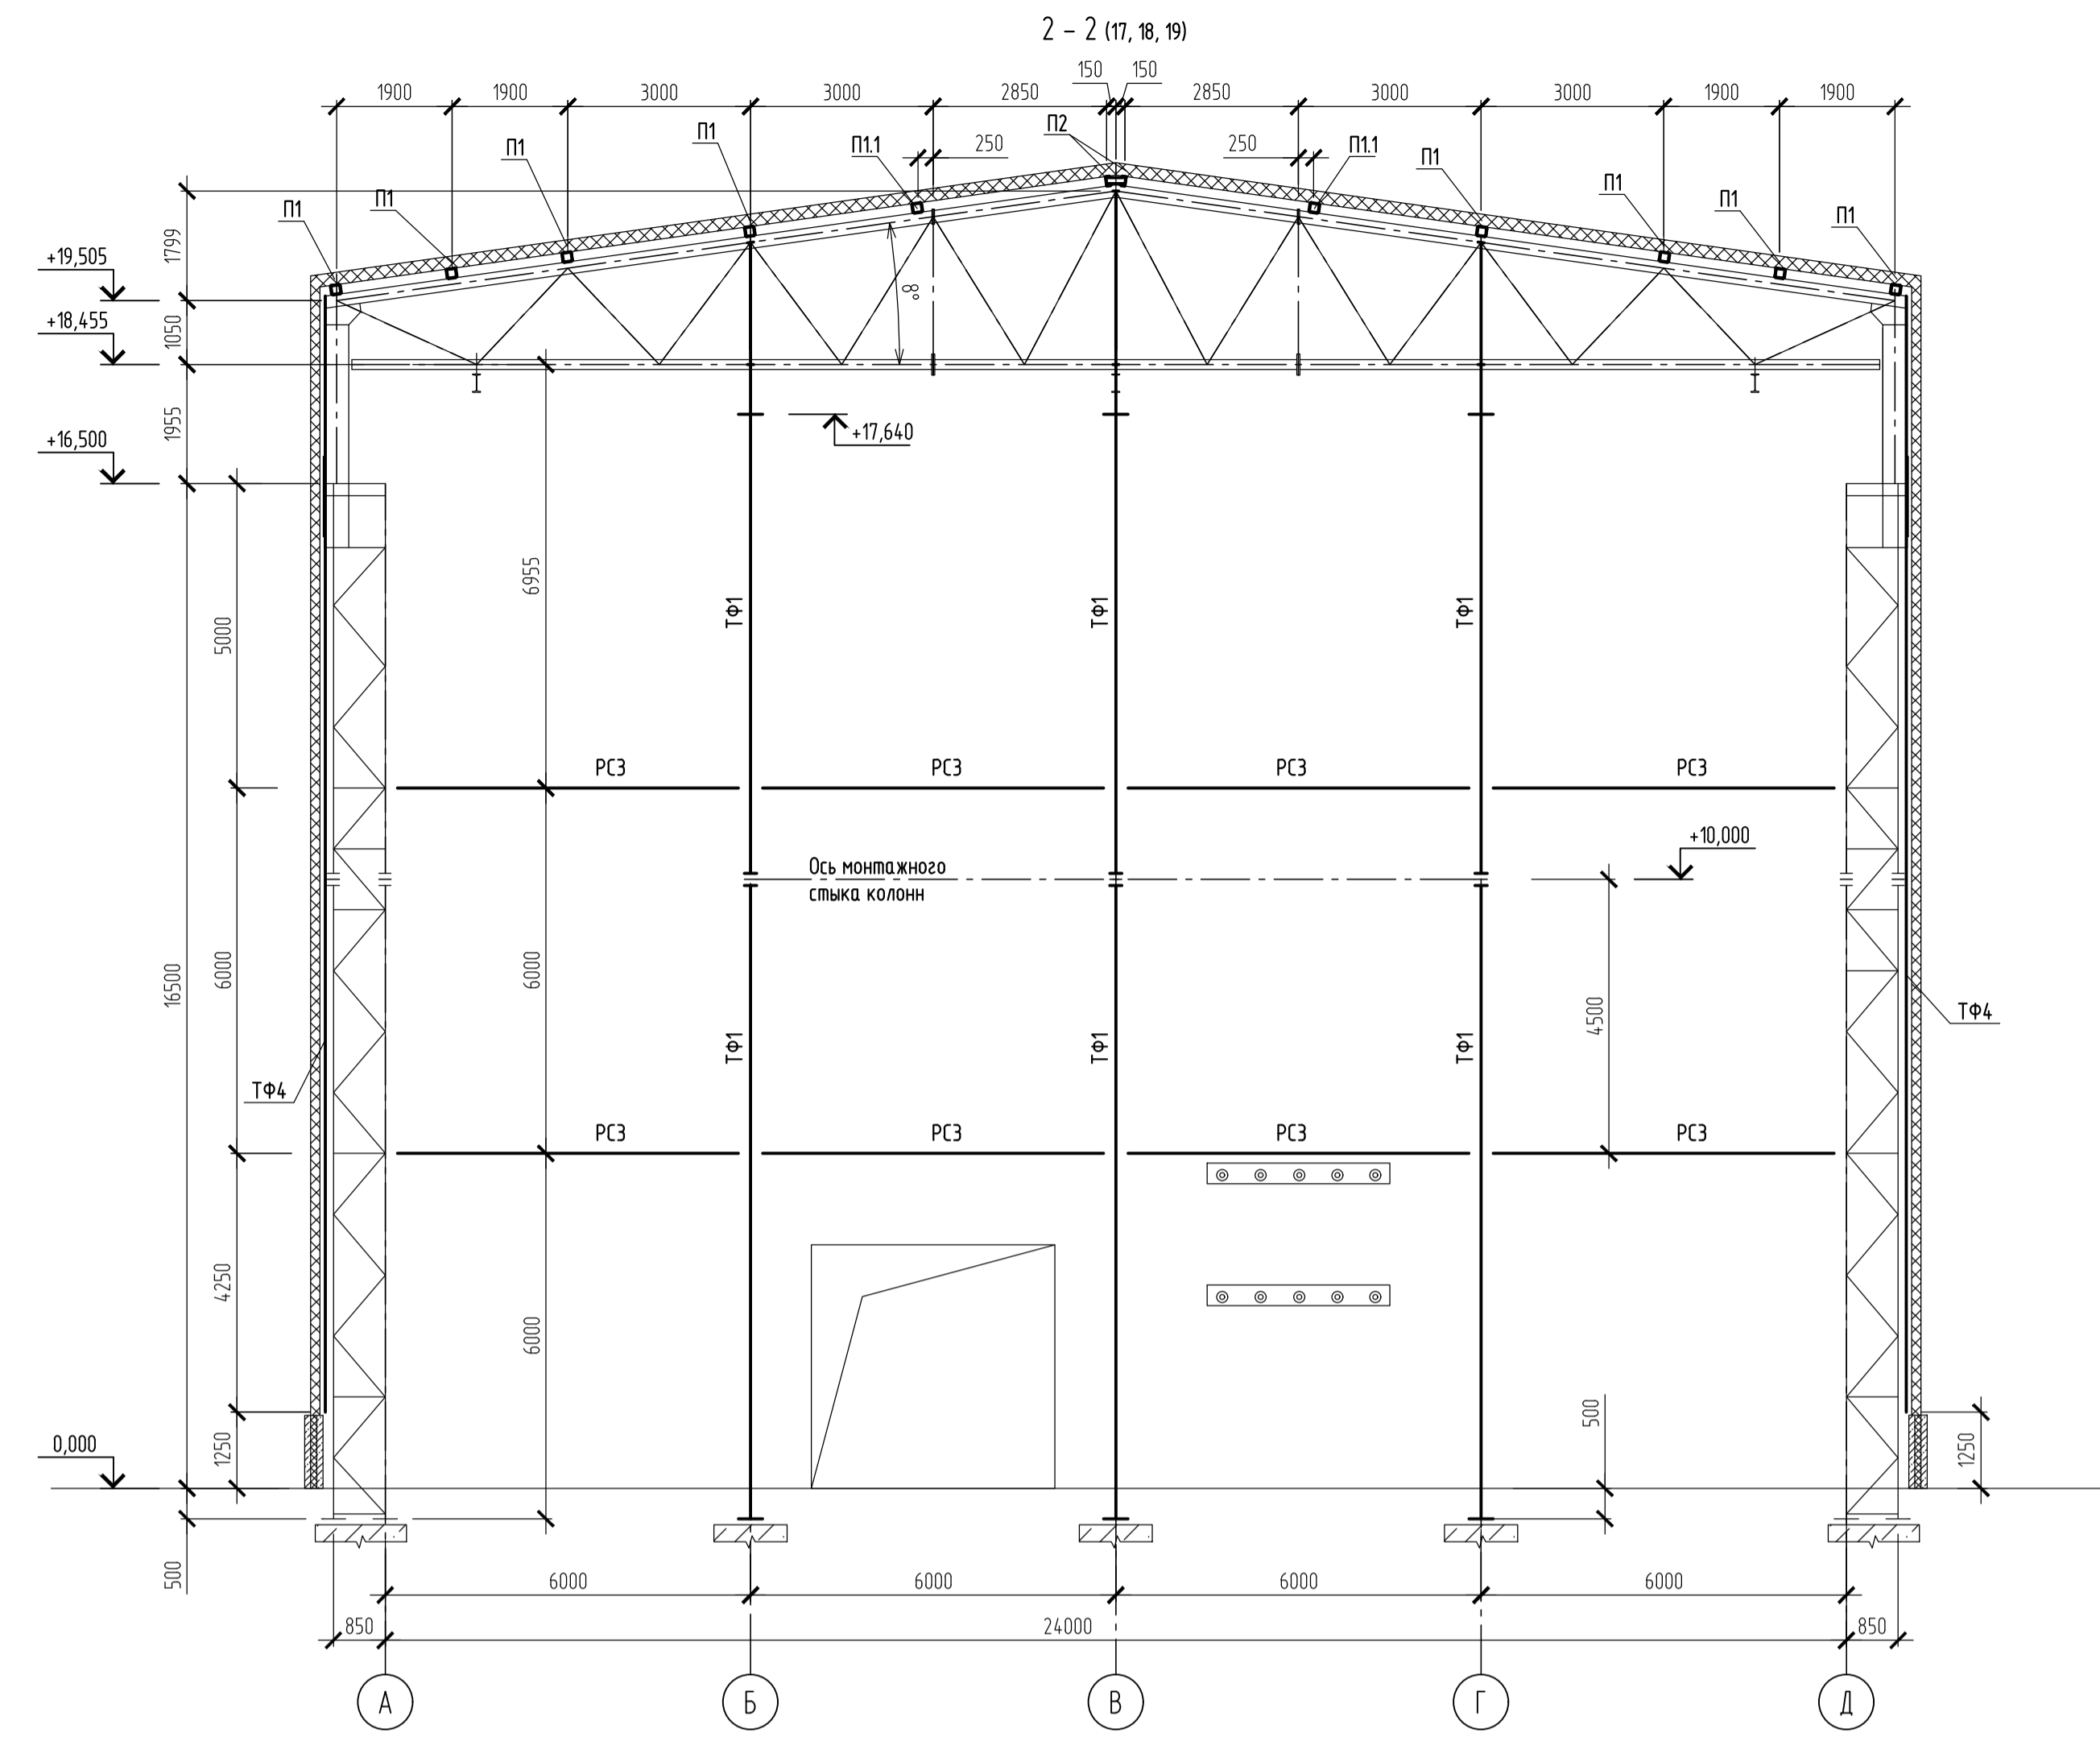 2 – 2 (17, 18, 19)
150 150
1900 1900 3000 3000 2850 2850 3000 3000 1900 1900
П1 П1 П1 П1 П1.1 250 П2 250 П1.1 П1 П1 П1 П1
1799
+19,505
8°
1050
+18,455
1955
+17,640
+16,500
6955
5000
ТФ1 ТФ1 ТФ1
РС3 РС3 РС3 РС3
+10,000
Ось монтажного
стыка колонн
16500
6000
6000
4500
ТФ4
ТФ1 ТФ1 ТФ1
ТФ4
РС3 РС3 РС3 РС3
4250
6000
500
1250
1250
0,000
500
6000 6000 6000 6000
850 24000 850
А Б В Г Д